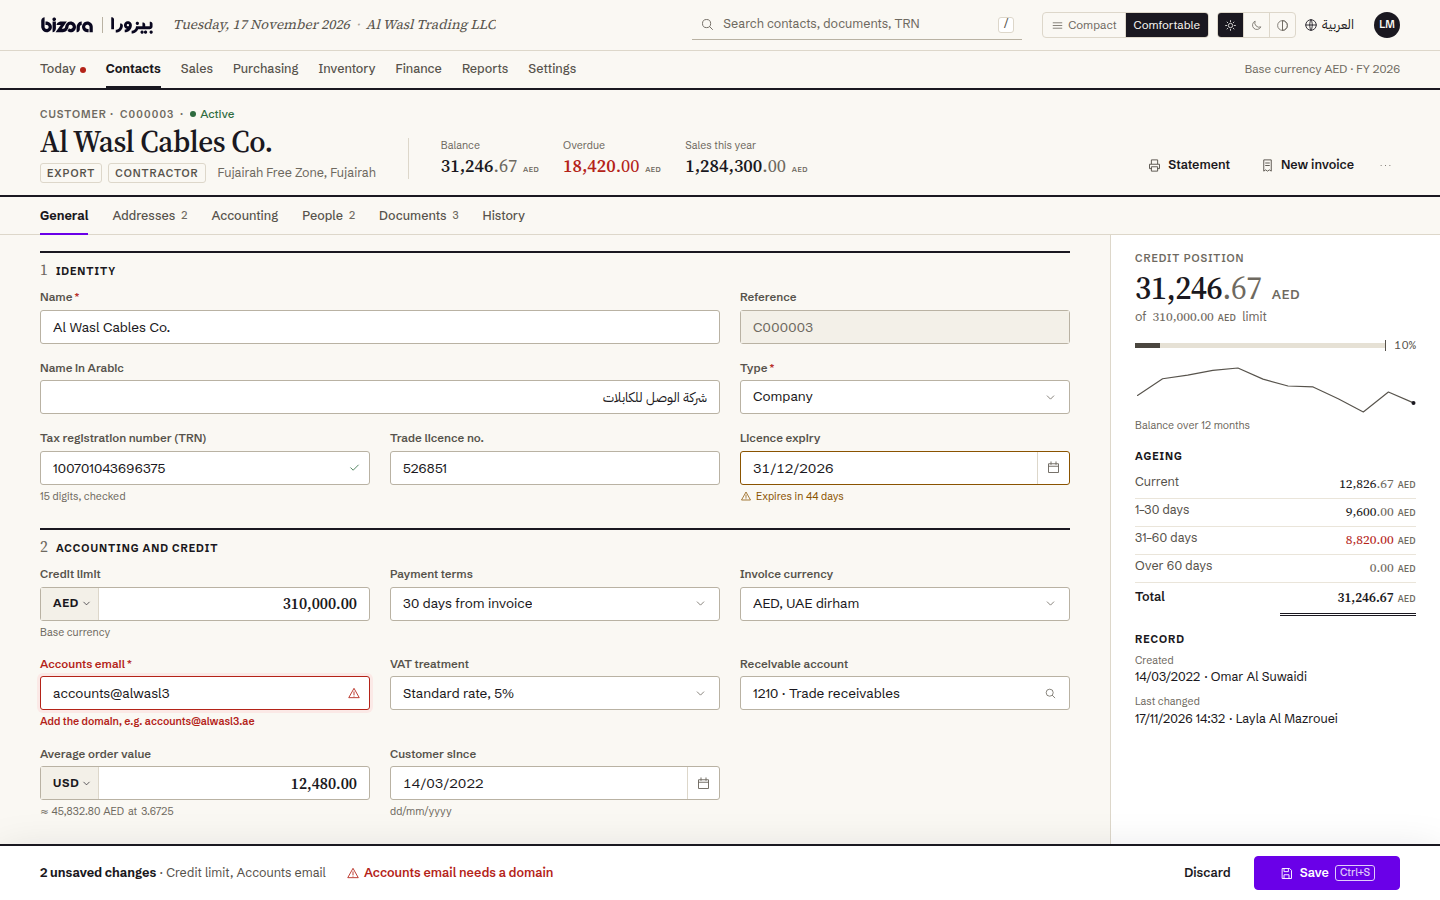 bizora بيزورا Tuesday, 17 November 2026 · Al Wasl Trading LLC Search contacts, documents, TRN / Compact Comfortable العربية LM
Today Contacts Sales Purchasing Inventory Finance Reports Settings Base currency AED · FY 2026
CUSTOMER · C000003 · Active
Al Wasl Cables Co.
EXPORT CONTRACTOR Fujairah Free Zone, Fujairah
Balance Overdue Sales this year
31,246.67 AED 18,420.00 AED 1,284,300.00 AED
Statement New invoice ...
General Addresses 2 Accounting People 2 Documents 3 History
1 IDENTITY
Name * Reference
Al Wasl Cables Co. C000003
Name in Arabic Type *
شركة الوصل للكابلات Company
Tax registration number (TRN) Trade licence no. Licence expiry
100701043696375 526851 31/12/2026
15 digits, checked Expires in 44 days
2 ACCOUNTING AND CREDIT
Credit limit Payment terms Invoice currency
AED 310,000.00 30 days from invoice AED, UAE dirham
Base currency
Accounts email * VAT treatment Receivable account
accounts@alwasl3 Standard rate, 5% 1210 · Trade receivables
Add the domain, e.g. accounts@alwasl3.ae
Average order value Customer since
USD 12,480.00 14/03/2022
≈ 45,832.80 AED at 3.6725 dd/mm/yyyy
CREDIT POSITION
31,246.67 AED
of 310,000.00 AED limit
10%
Balance over 12 months
AGEING
Current 12,826.67 AED
1–30 days 9,600.00 AED
31–60 days 8,820.00 AED
Over 60 days 0.00 AED
Total 31,246.67 AED
RECORD
Created
14/03/2022 · Omar Al Suwaidi
Last changed
17/11/2026 14:32 · Layla Al Mazrouei
2 unsaved changes · Credit limit, Accounts email Accounts email needs a domain Discard Save Ctrl+S